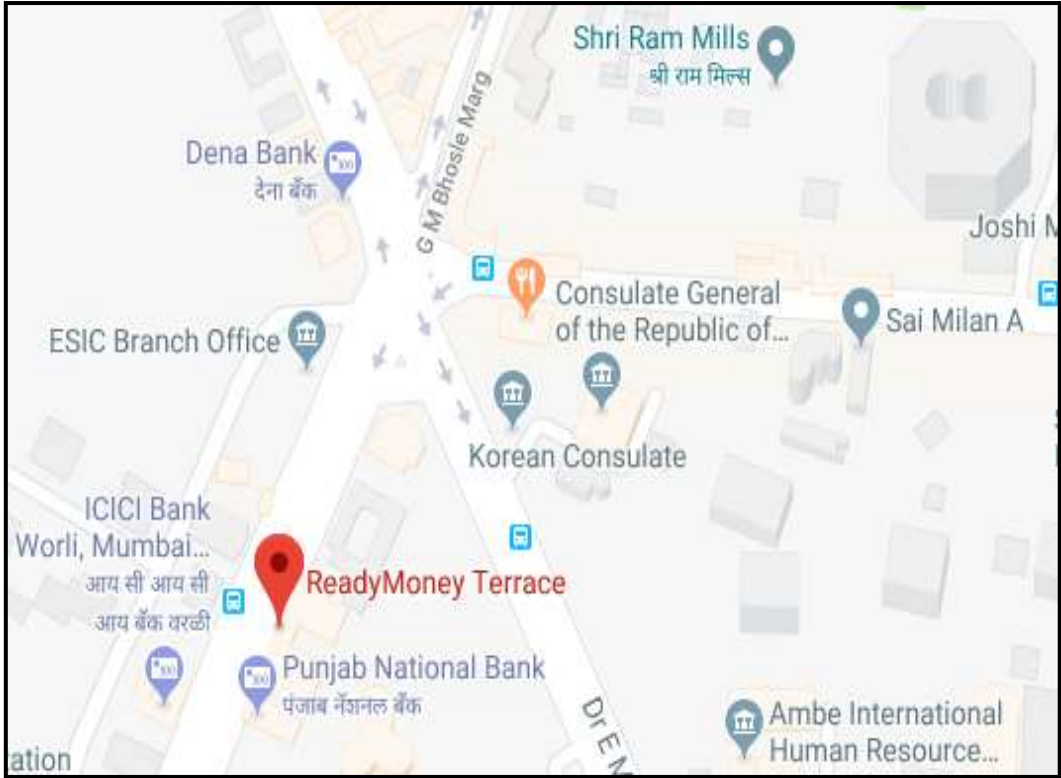 Shri Ram Mills
श्री राम मिल्स
G M Bhosle Marg
Dena Bank
देना बँक
Joshi M
Consulate General
of the Republic of...
Sai Milan A
ESIC Branch Office
Korean Consulate
ICICI Bank
Worli, Mumbai...
आय सी आय सी
आय बँक वरळी
ReadyMoney Terrace
Punjab National Bank
पंजाब नॅशनल बँक
Dr E M
Ambe International
Human Resource...
ation